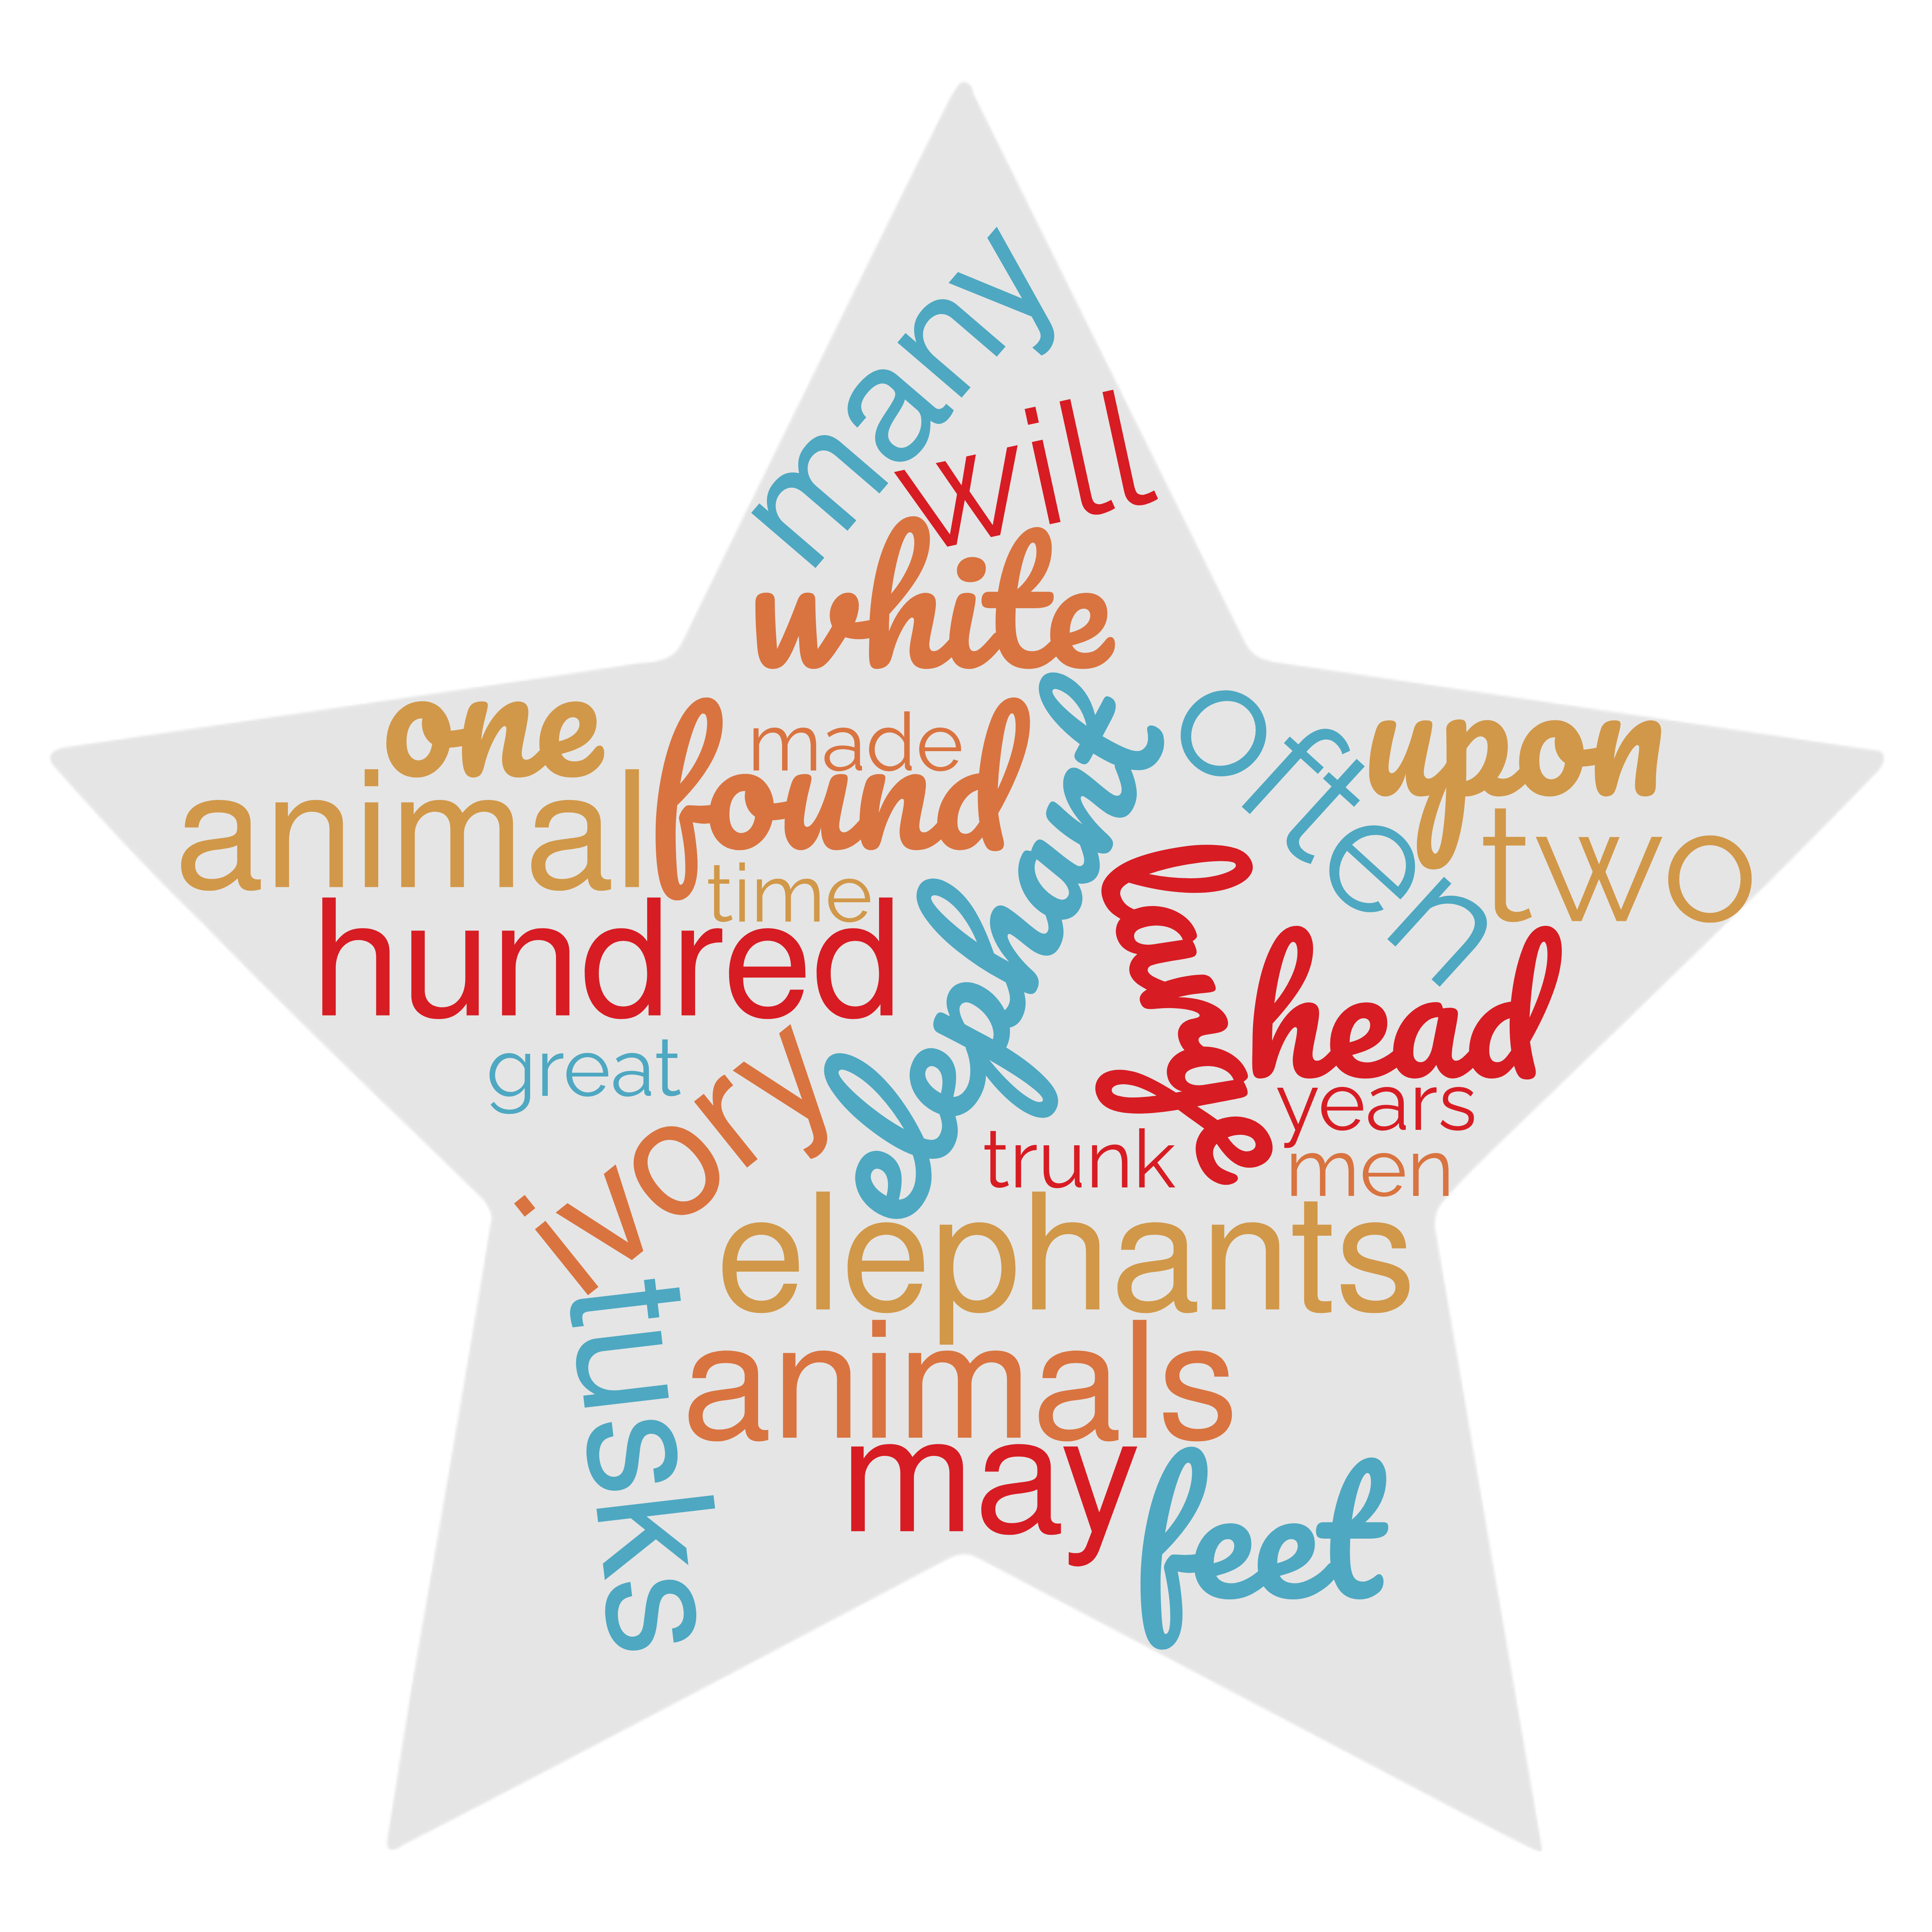 many
will
white
one
made
found
elephant
often
upon
animal
time
two
hundred
head
great
ivory
years
trunk
men
elephants
tusks
animals
may
feet